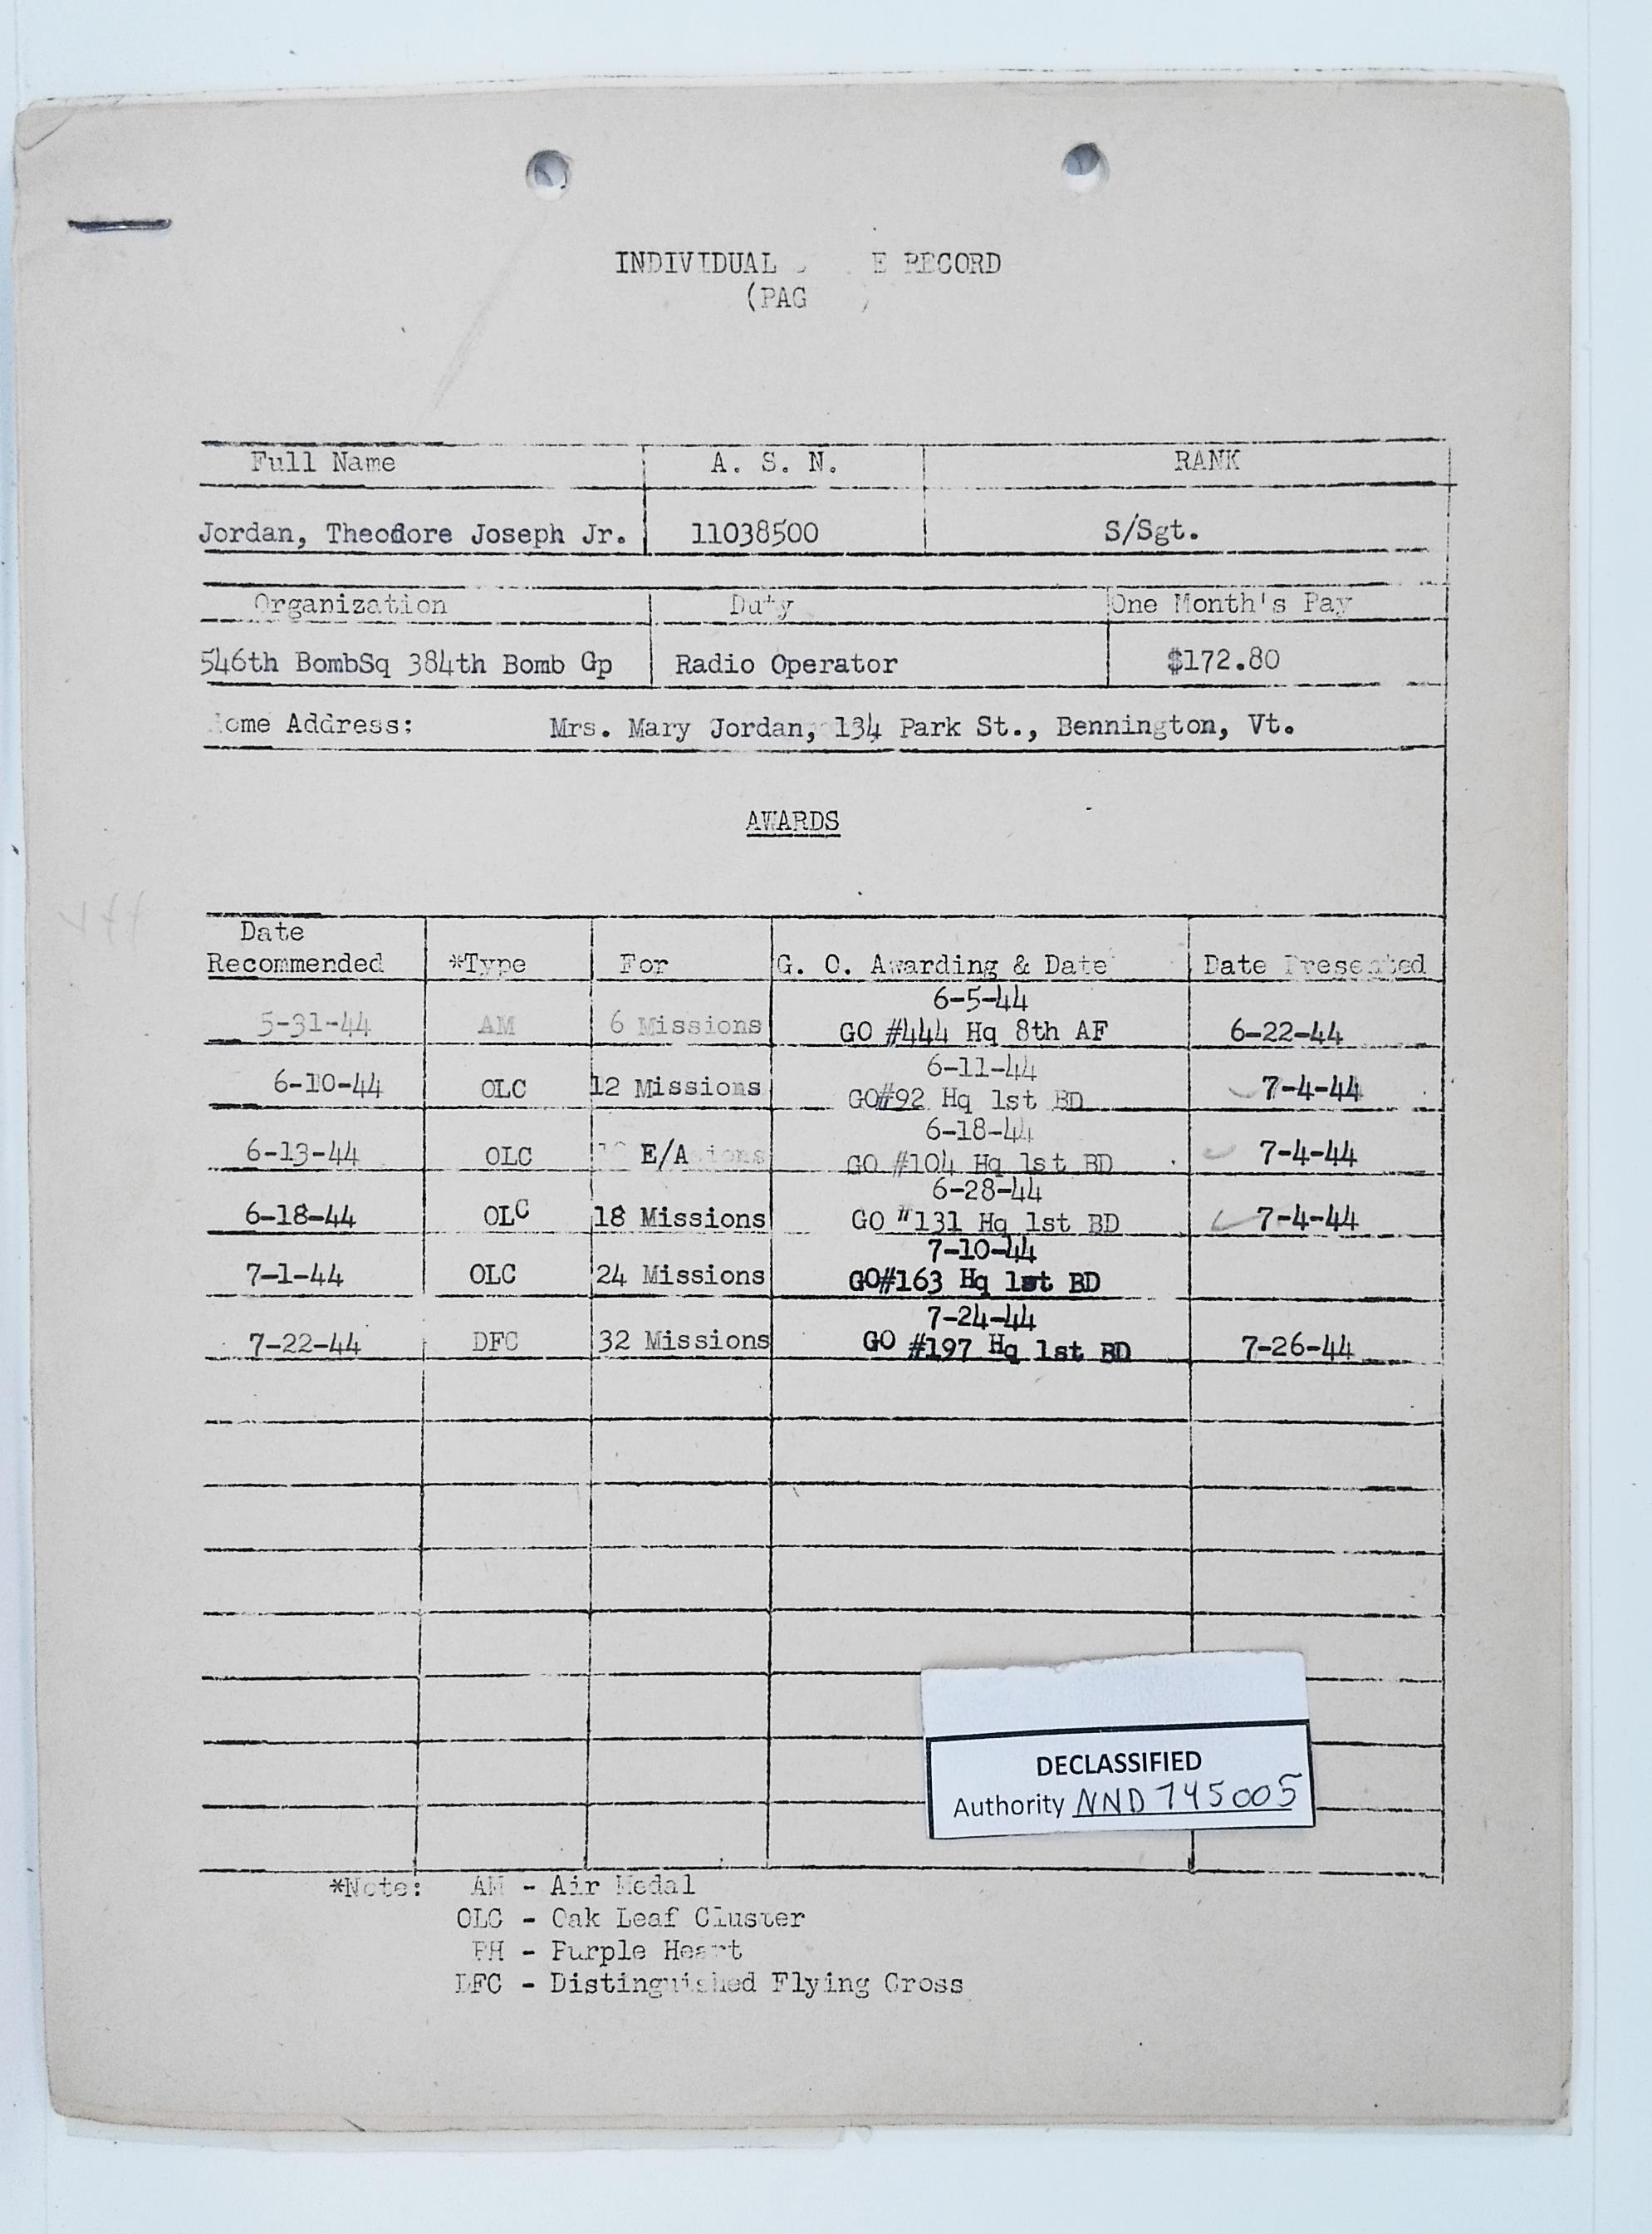 INDIVIDUAL E RECORD
(PAG )
Full Name A. S. N. RANK
Jordan, Theodore Joseph Jr. 11038500 S/Sgt.
Organization Duty One Month's Pay
546th BombSq 384th Bomb Gp Radio Operator $172.80
Home Address: Mrs. Mary Jordan, 134 Park St., Bennington, Vt.
AWARDS
Date
Recommended *Type For G. O. Awarding & Date Date Presented
6-5-44
5-31-44 AM 6 Missions GO #444 Hq 8th AF 6-22-44
6-11-44
6-10-44 OLC 12 Missions GO#92 Hq 1st BD 7-4-44
6-18-44
6-13-44 OLC E/A GO #104 Hq 1st BD 7-4-44
6-28-44
6-18-44 OLC 18 Missions GO #131 Hq 1st BD 7-4-44
7-10-44
7-1-44 OLC 24 Missions GO#163 Hq 1st BD
7-24-44
7-22-44 DFC 32 Missions GO #197 Hq 1st BD 7-26-44
DECLASSIFIED
Authority NND 745005
*Note: AM - Air Medal
OLC - Oak Leaf Cluster
PH - Purple Heart
DFC - Distinguished Flying Cross